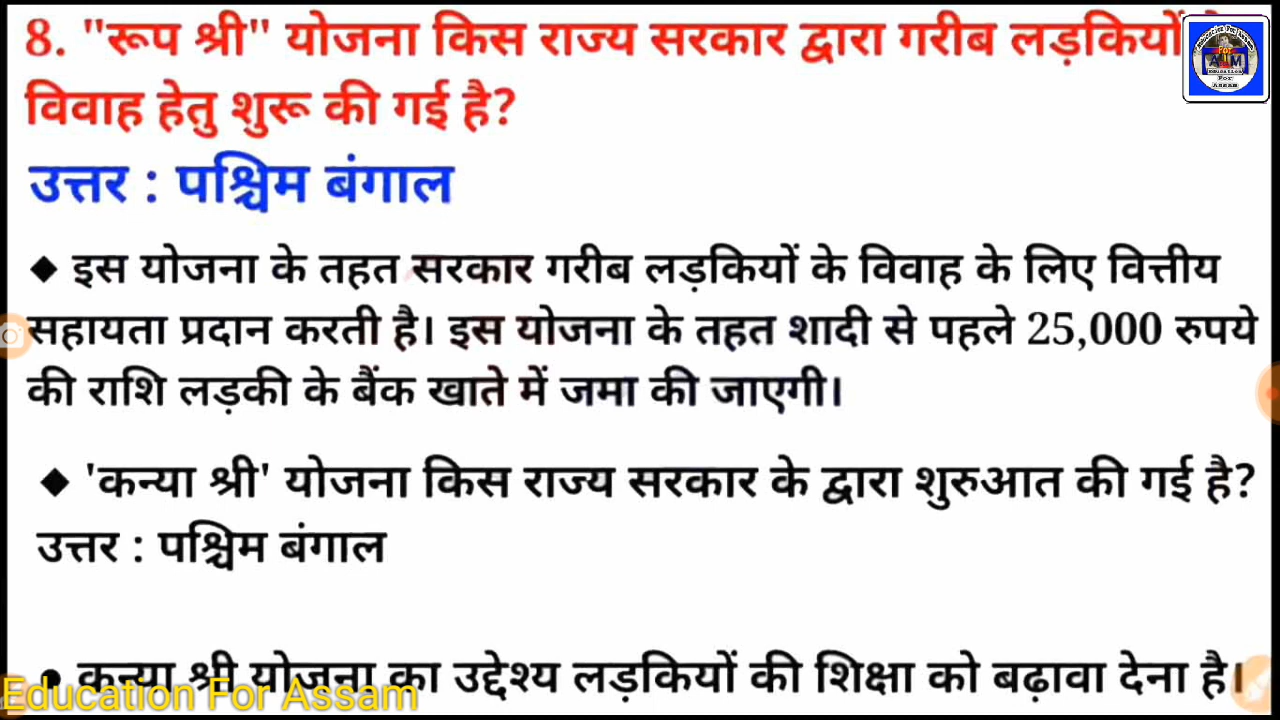 8. "रूप श्री" योजना किस राज्य सरकार द्वारा गरीब लड़कियों
विवाह हेतु शुरू की गई है?
उत्तर : पश्चिम बंगाल
◆ इस योजना के तहत सरकार गरीब लड़कियों के विवाह के लिए वित्तीय
सहायता प्रदान करती है। इस योजना के तहत शादी से पहले 25,000 रुपये
की राशि लड़की के बैंक खाते में जमा की जाएगी।
◆ 'कन्या श्री' योजना किस राज्य सरकार के द्वारा शुरुआत की गई है?
उत्तर : पश्चिम बंगाल
● कन्या श्री योजना का उद्देश्य लड़कियों की शिक्षा को बढ़ावा देना है।
Education For Assam